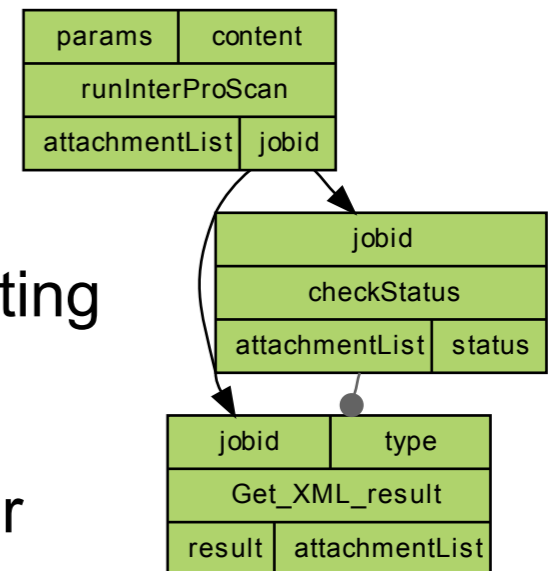 params content
runInterProScan
attachmentList jobid
jobid
ting
checkStatus
attachmentList status
jobid type
Get_XML_result
r
result attachmentList